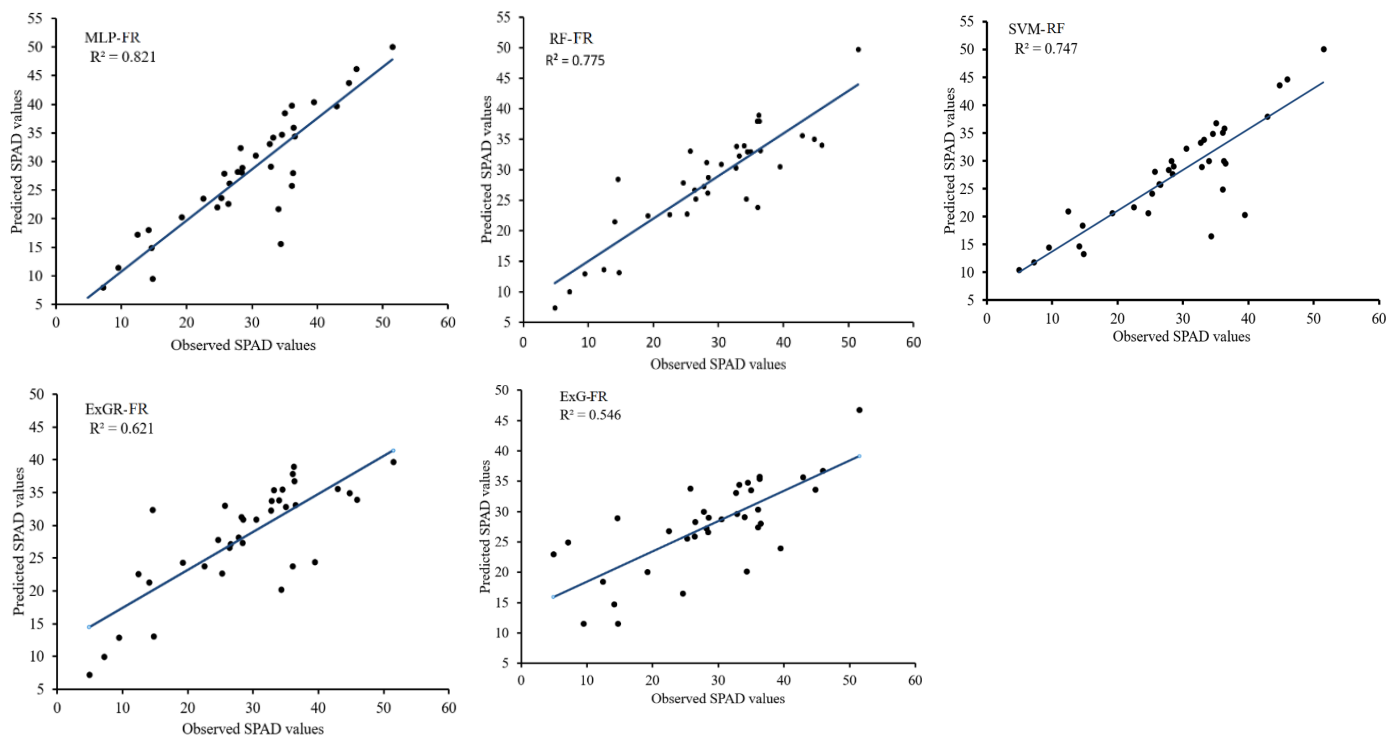 MLP-FR
R² = 0.821
Predicted SPAD values
55
50
45
40
35
30
25
20
15
10
5
0 10 20 30 40 50 60
Observed SPAD values
RF-FR
R² = 0.775
Predicted SPAD values
55
50
45
40
35
30
25
20
15
10
5
0 10 20 30 40 50 60
Observed SPAD values
SVM-RF
R² = 0.747
Predicted SPAD values
55
50
45
40
35
30
25
20
15
10
5
0 10 20 30 40 50 60
Observed SPAD values
ExGR-FR
R² = 0.621
Predicted SPAD values
50
45
40
35
30
25
20
15
10
5
0 10 20 30 40 50 60
Observed SPAD values
ExG-FR
R² = 0.546
Predicted SPAD values
50
45
40
35
30
25
20
15
10
5
0 10 20 30 40 50 60
Observed SPAD values